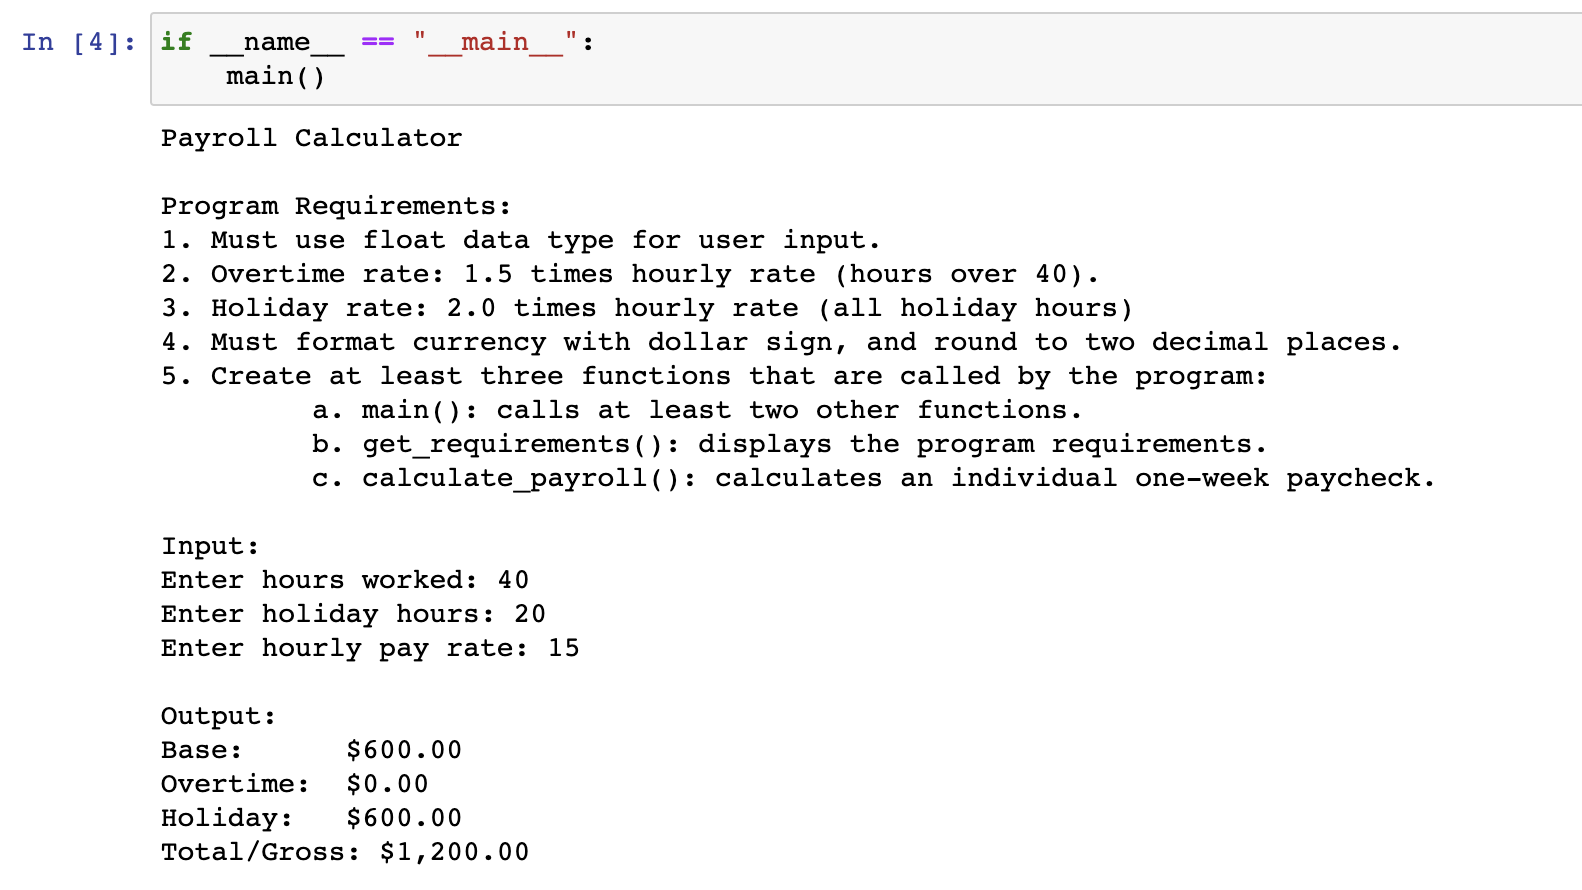 In [4]: if __name__ == "__main__":
    main()
Payroll Calculator
Program Requirements:
1. Must use float data type for user input.
2. Overtime rate: 1.5 times hourly rate (hours over 40).
3. Holiday rate: 2.0 times hourly rate (all holiday hours)
4. Must format currency with dollar sign, and round to two decimal places.
5. Create at least three functions that are called by the program:
a. main(): calls at least two other functions.
b. get_requirements(): displays the program requirements.
c. calculate_payroll(): calculates an individual one-week paycheck.
Input:
Enter hours worked: 40
Enter holiday hours: 20
Enter hourly pay rate: 15
Output:
Base: $600.00
Overtime: $0.00
Holiday: $600.00
Total/Gross: $1,200.00